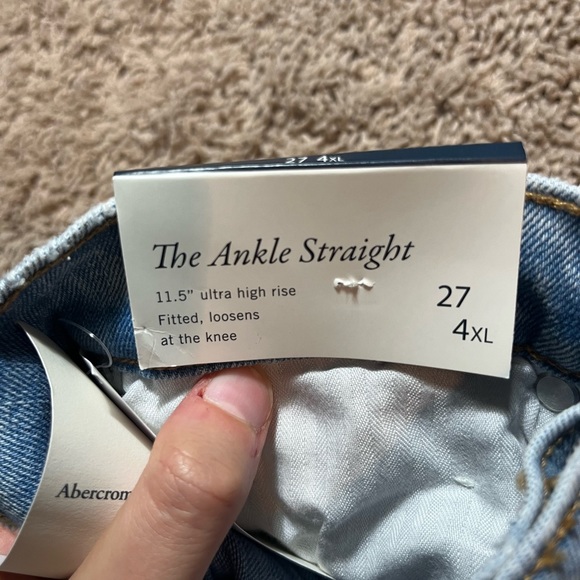 27 4XL
The Ankle Straight
11.5" ultra high rise
Fitted, loosens
at the knee
27
4XL
Abercrom